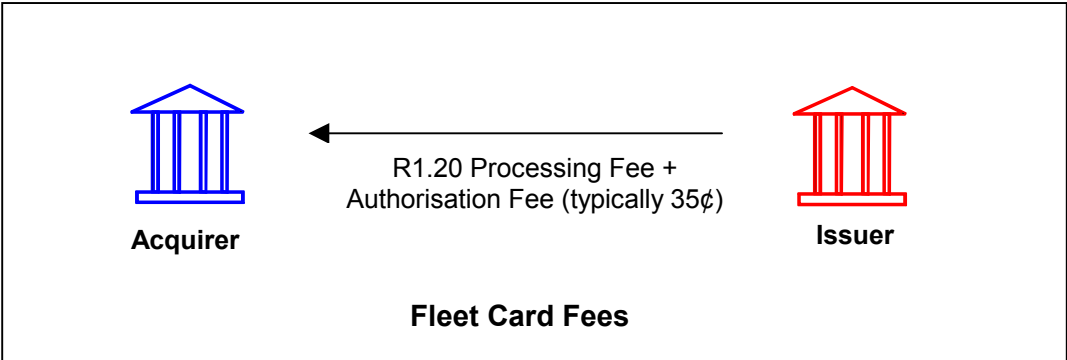 R1.20 Processing Fee +
Authorisation Fee (typically 35¢)
Acquirer
Issuer
Fleet Card Fees